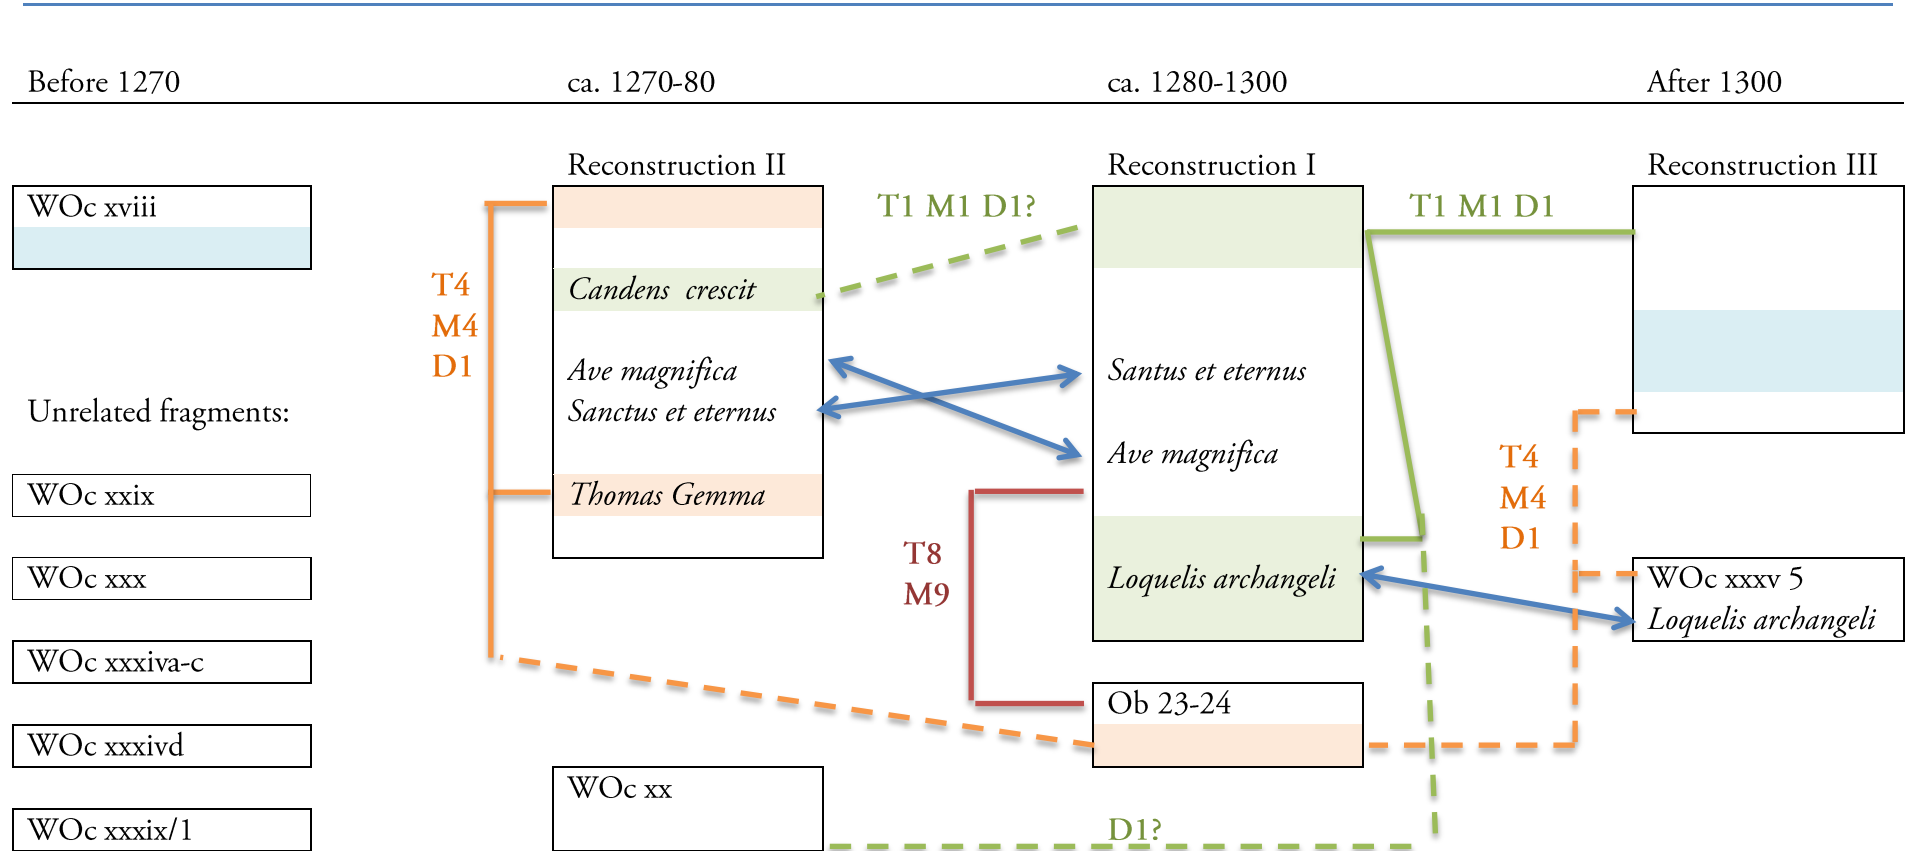 Before 1270
ca. 1270-80
ca. 1280-1300
After 1300
Reconstruction II
Reconstruction I
Reconstruction III
WOc xviii
T1 M1 D1?
T1 M1 D1
T4
M4
D1
Candens crescit
Ave magnifica
Sanctus et eternus
Santus et eternus
Ave magnifica
Unrelated fragments:
WOc xxix
Thomas Gemma
T4
M4
D1
T8
M9
WOc xxx
Loquelis archangeli
WOc xxxv 5
Loquelis archangeli
WOc xxxiva-c
Ob 23-24
WOc xxxivd
WOc xx
WOc xxxix/1
D1?